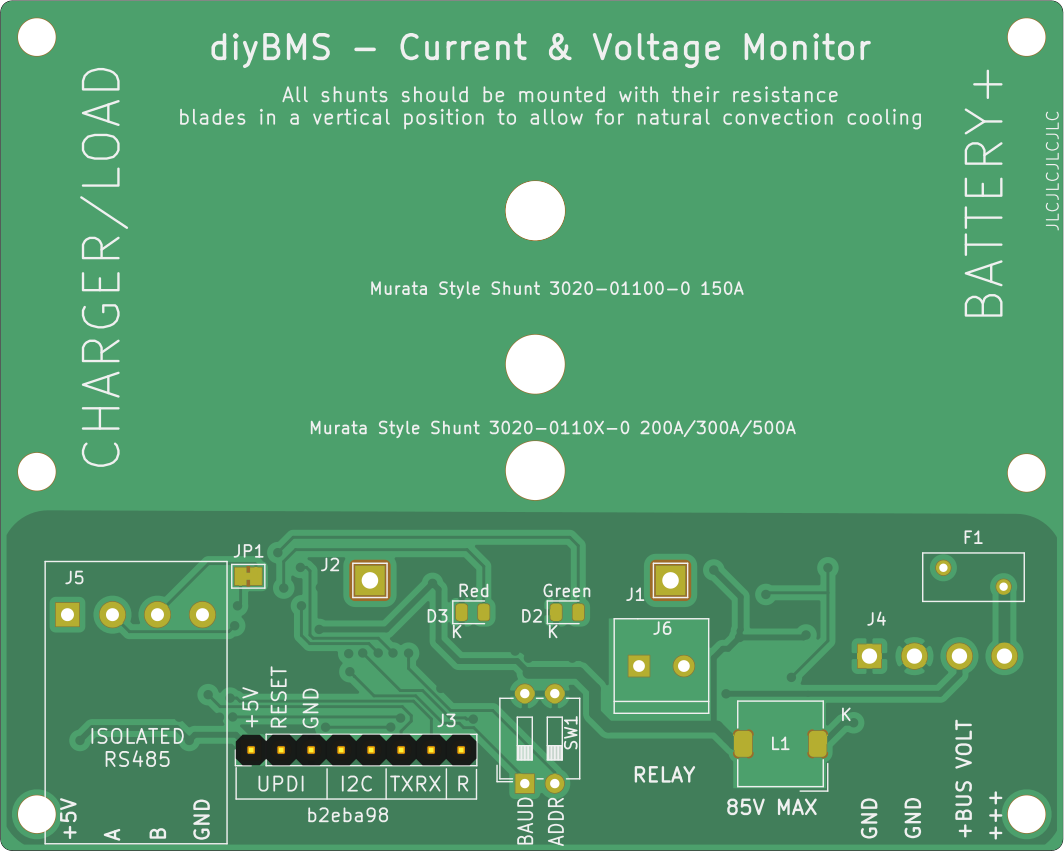 diyBMS - Current & Voltage Monitor
All shunts should be mounted with their resistance
blades in a vertical position to allow for natural convection cooling
CHARGER/LOAD
BATTERY+
JLCJLCJLCJLC
Murata Style Shunt 3020-01100-0 150A
Murata Style Shunt 3020-0110X-0 200A/300A/500A
JP1
F1
J2
J5
Red
Green
J1
D3
D2
J4
K
K
J6
+5V
RESET
GND
J3
SW1
K
ISOLATED
RS485
L1
UPDI
I2C
TXRX
R
RELAY
b2eba98
85V MAX
+5V
A
B
GND
BAUD
ADDR
GND
GND
+BUS VOLT
+++